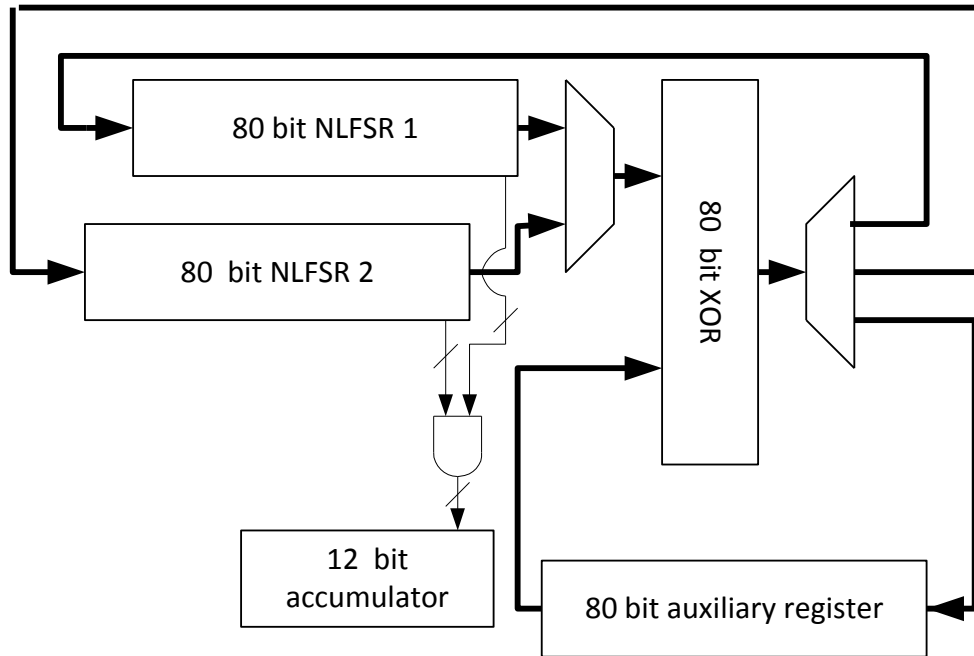 80 bit NLFSR 1
80 bit NLFSR 2
80 bit XOR
12 bit
accumulator
80 bit auxiliary register